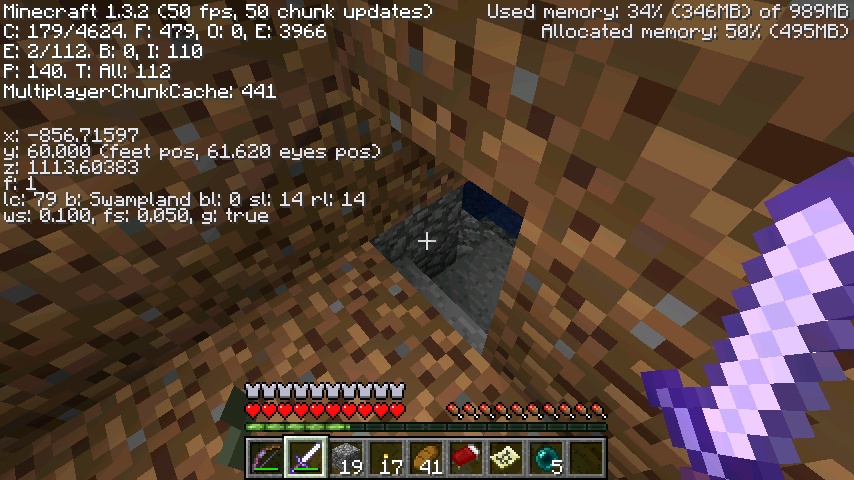 Minecraft 1.3.2 (50 fps, 50 chunk updates)
C: 179/4624. F: 479, O: 0, E: 3966
E: 2/112. B: 0, I: 110
P: 140. T: All: 112
MultiplayerChunkCache: 441
Used memory: 34% (346MB) of 989MB
Allocated memory: 50% (495MB)
x: -856.71597
y: 60.000 (feet pos, 61.620 eyes pos)
z: 1113.60383
f: 1
lc: 79 b: Swampland bl: 0 sl: 14 rl: 14
ws: 0.100, fs: 0.050, g: true
19 17 41 5